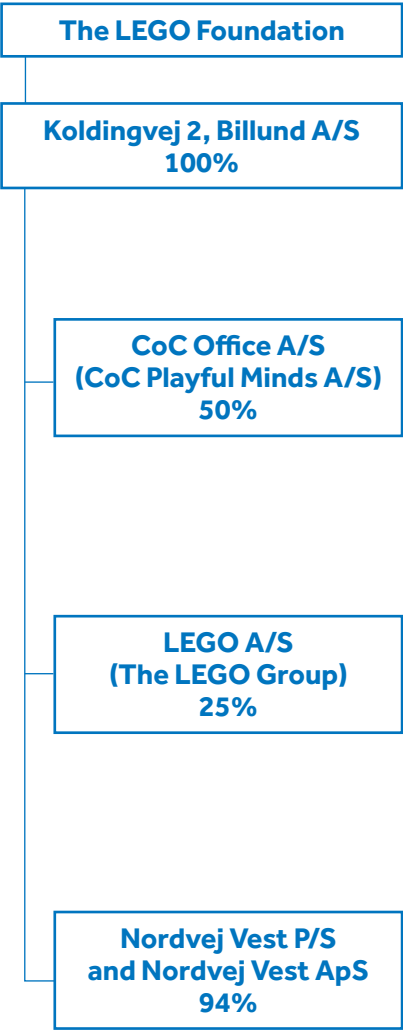 The LEGO Foundation
Koldingvej 2, Billund A/S
100%
CoC Office A/S
(CoC Playful Minds A/S)
50%
LEGO A/S
(The LEGO Group)
25%
Nordvej Vest P/S
and Nordvej Vest ApS
94%